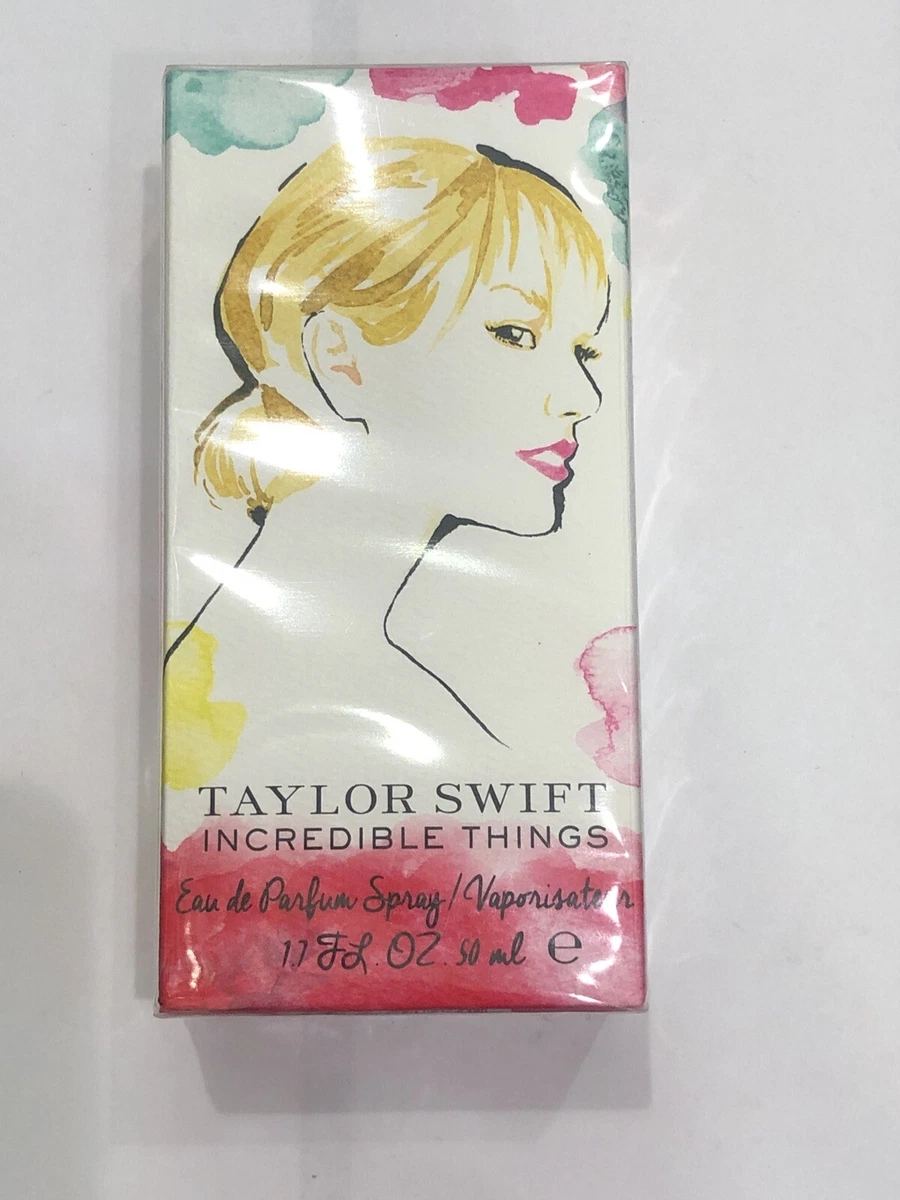 TAYLOR SWIFT
INCREDIBLE THINGS
Eau de Parfum Spray / Vaporisateur
1.7 FL. OZ. 50 ml e